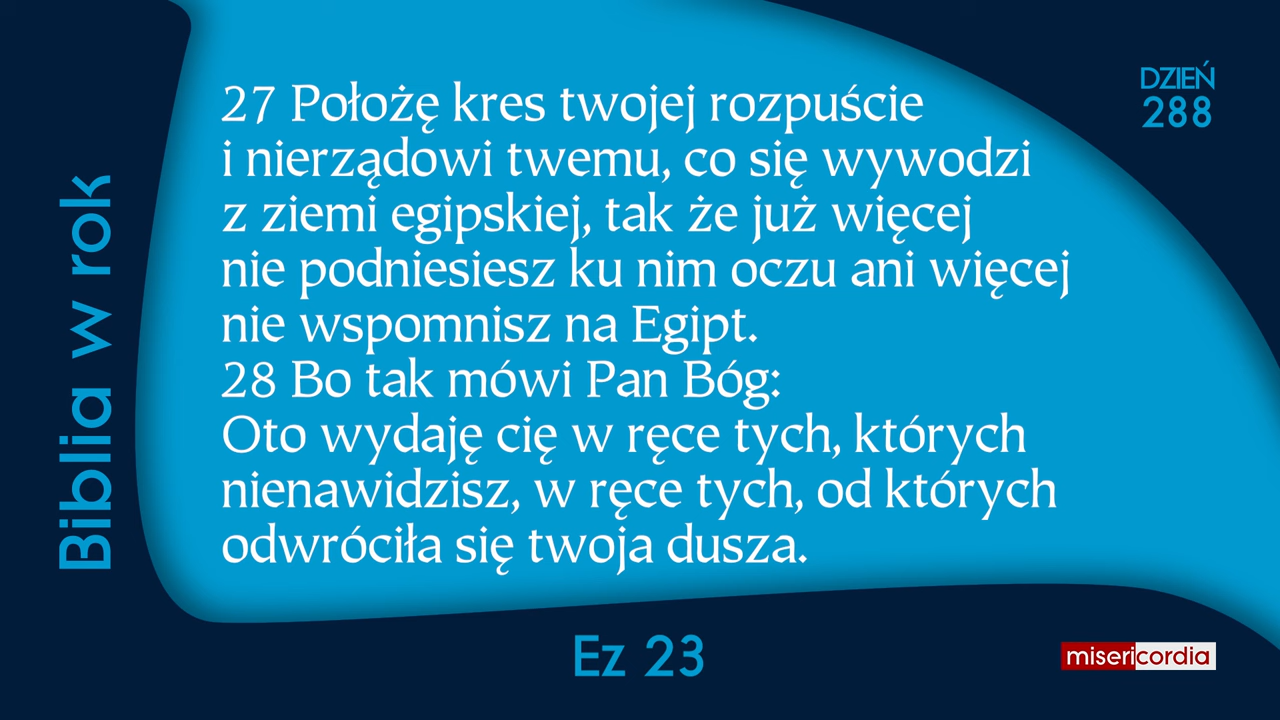 DZIEŃ
288
27 Położę kres twojej rozpuście
i nierządowi twemu, co się wywodzi
z ziemi egipskiej, tak że już więcej
nie podniesiesz ku nim oczu ani więcej
nie wspomnisz na Egipt.
28 Bo tak mówi Pan Bóg:
Oto wydaję cię w ręce tych, których
nienawidzisz, w ręce tych, od których
odwróciła się twoja dusza.
Biblia w rok
Ez 23
misericordia